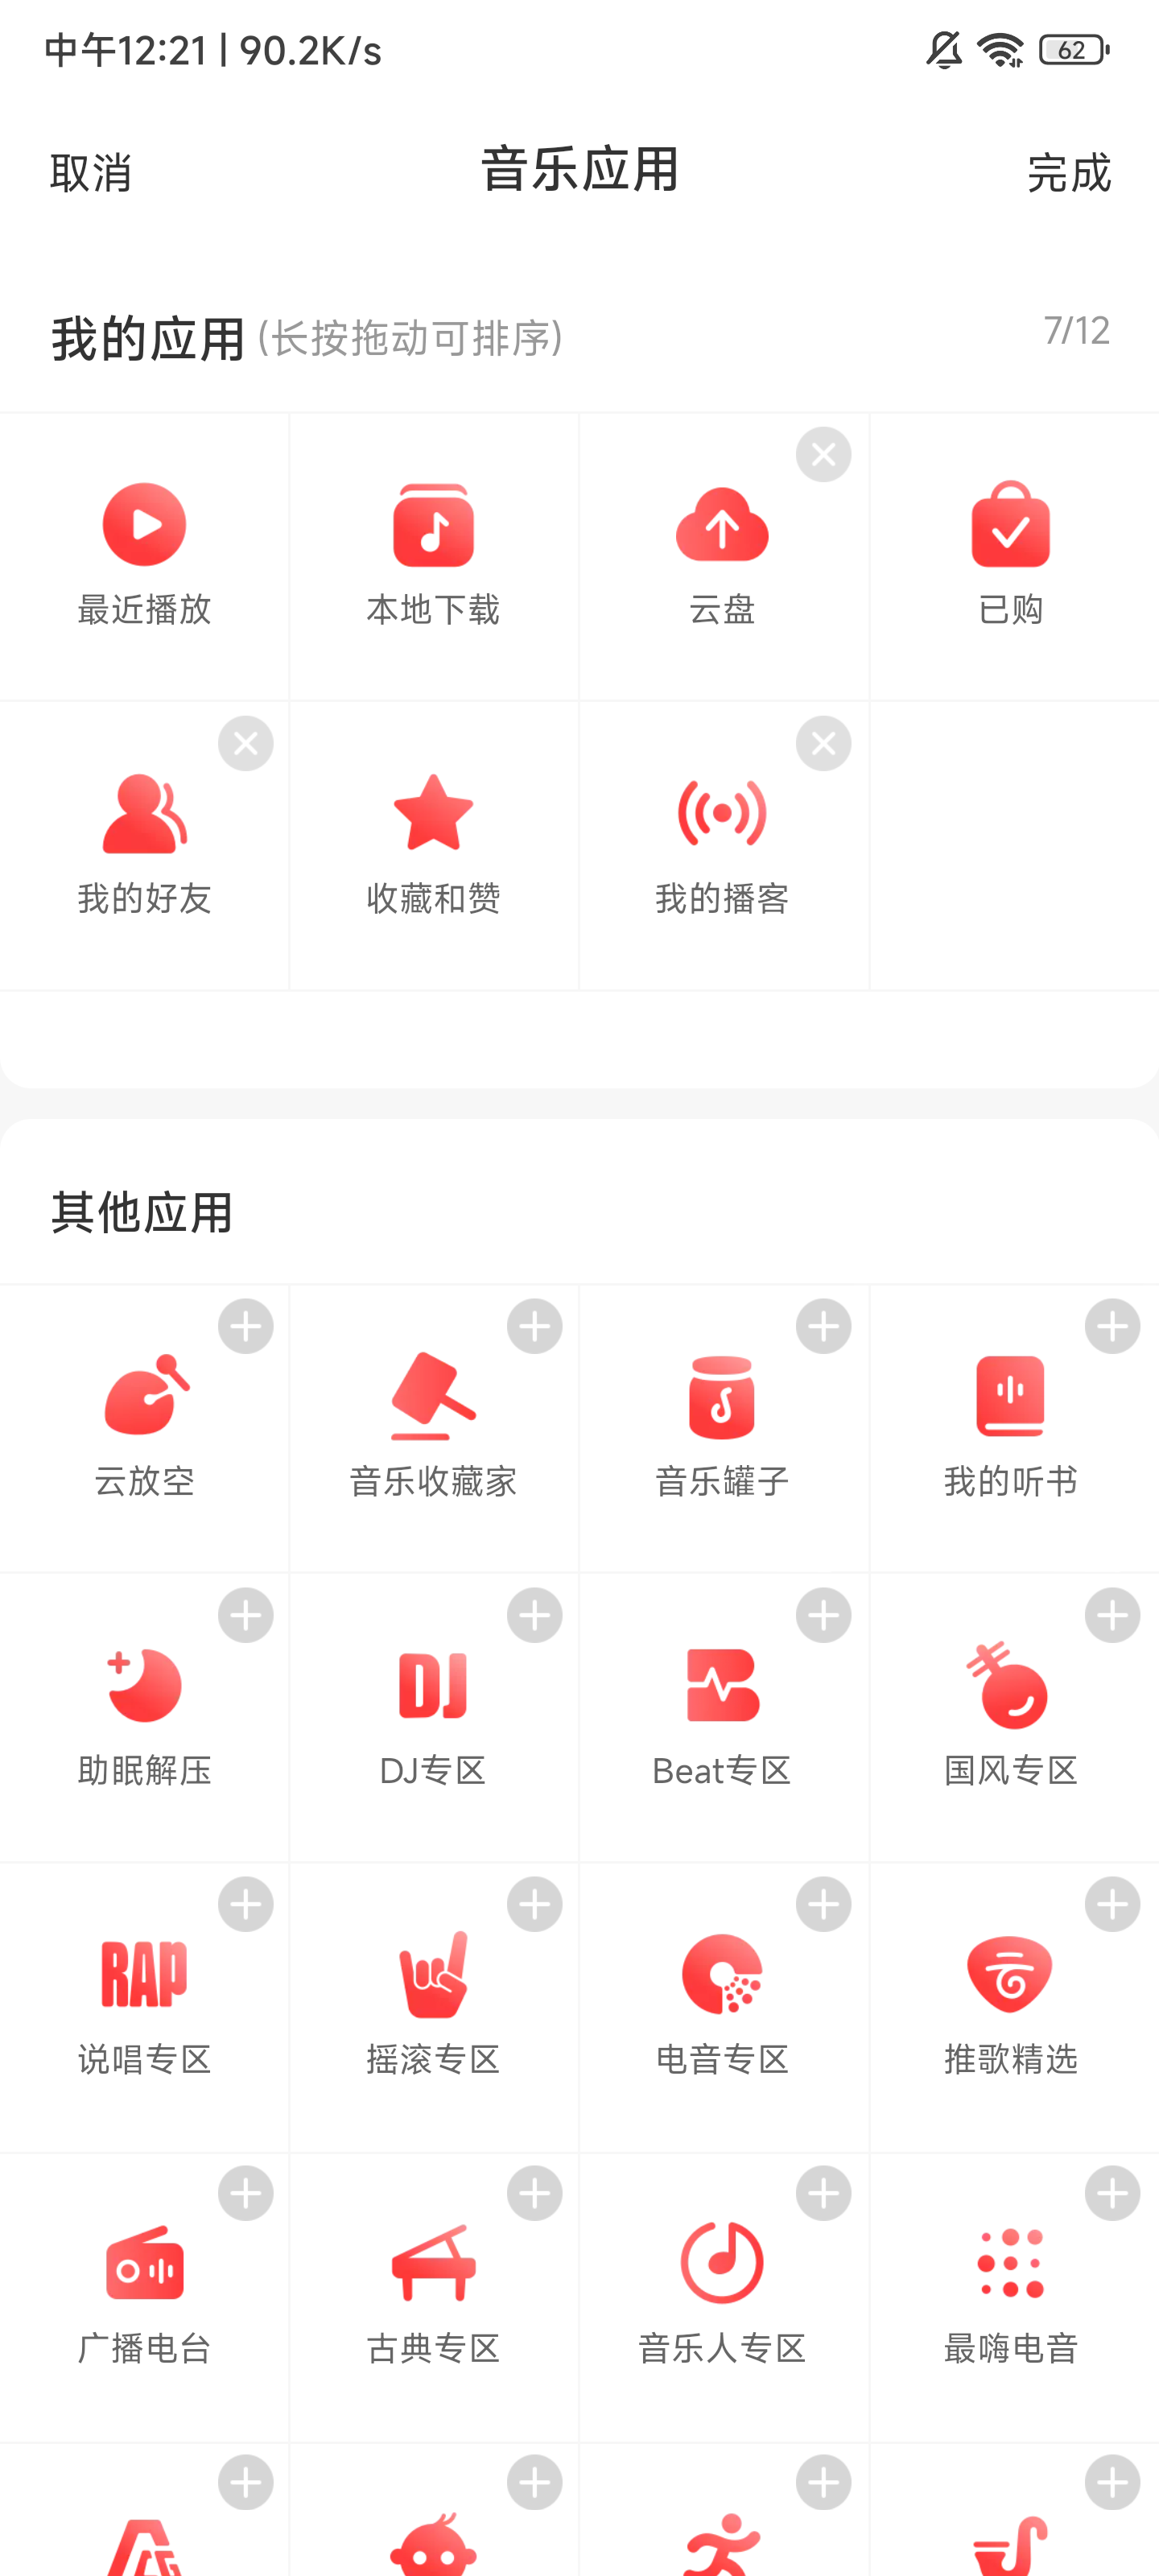 中午12:21 | 90.2K/s
62
取消
音乐应用
完成
我的应用 (长按拖动可排序)
7/12
最近播放
本地下载
云盘
已购
我的好友
收藏和赞
我的播客
其他应用
云放空
音乐收藏家
音乐罐子
我的听书
DJ
助眠解压
DJ专区
Beat专区
国风专区
RAP
云
说唱专区
摇滚专区
电音专区
推歌精选
广播电台
古典专区
音乐人专区
最嗨电音